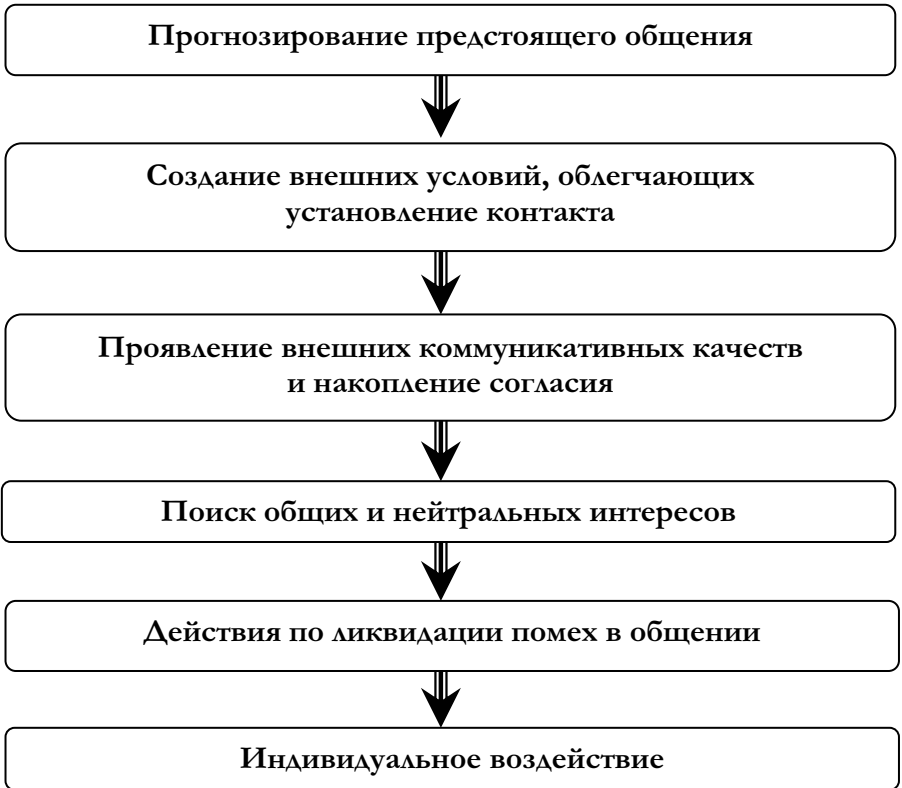 Прогнозирование предстоящего общения
Создание внешних условий, облегчающих
установление контакта
Проявление внешних коммуникативных качеств
и накопление согласия
Поиск общих и нейтральных интересов
Действия по ликвидации помех в общении
Индивидуальное воздействие